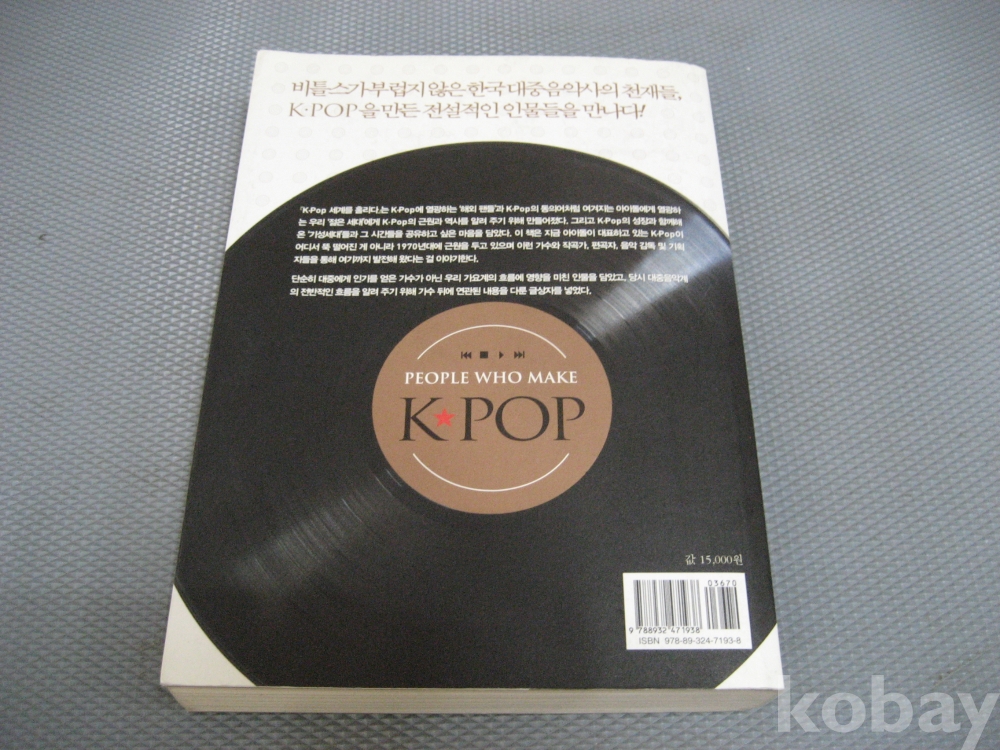 비틀스가 부럽지 않은 한국 대중음악사의 천재들,
K·POP을 만든 전설적인 인물들을 만나다!
『K-Pop 세계를 홀리다』는 K-Pop에 열광하는 '해외 팬들'과 K-Pop의 동의어처럼 여겨지는 아이돌에게 열광하
는 우리 '젊은 세대'에게 K-Pop의 근원과 역사를 알려 주기 위해 만들어졌다. 그리고 K-Pop의 성장과 함께해
온 '기성세대'들과 그 시간들을 공유하고 싶은 마음을 담았다. 이 책은 지금 아이돌이 대표하고 있는 K-Pop이
어디서 뚝 떨어진 게 아니라 1970년대에 근원을 두고 있으며 이런 가수와 작곡가, 편곡자, 음악 감독 및 기획
자들을 통해 여기까지 발전해 왔다는 걸 이야기한다.
단순히 대중에게 인기를 얻은 가수가 아닌 우리 가요계의 흐름에 영향을 미친 인물을 담았고, 당시 대중음악계
의 전반적인 흐름을 알려 주기 위해 가수 뒤에 연관된 내용을 다룬 글상자를 넣었다.
PEOPLE WHO MAKE
K★POP
값 15,000원
03670
9 788932 471938
ISBN 978-89-324-7193-8
kobay